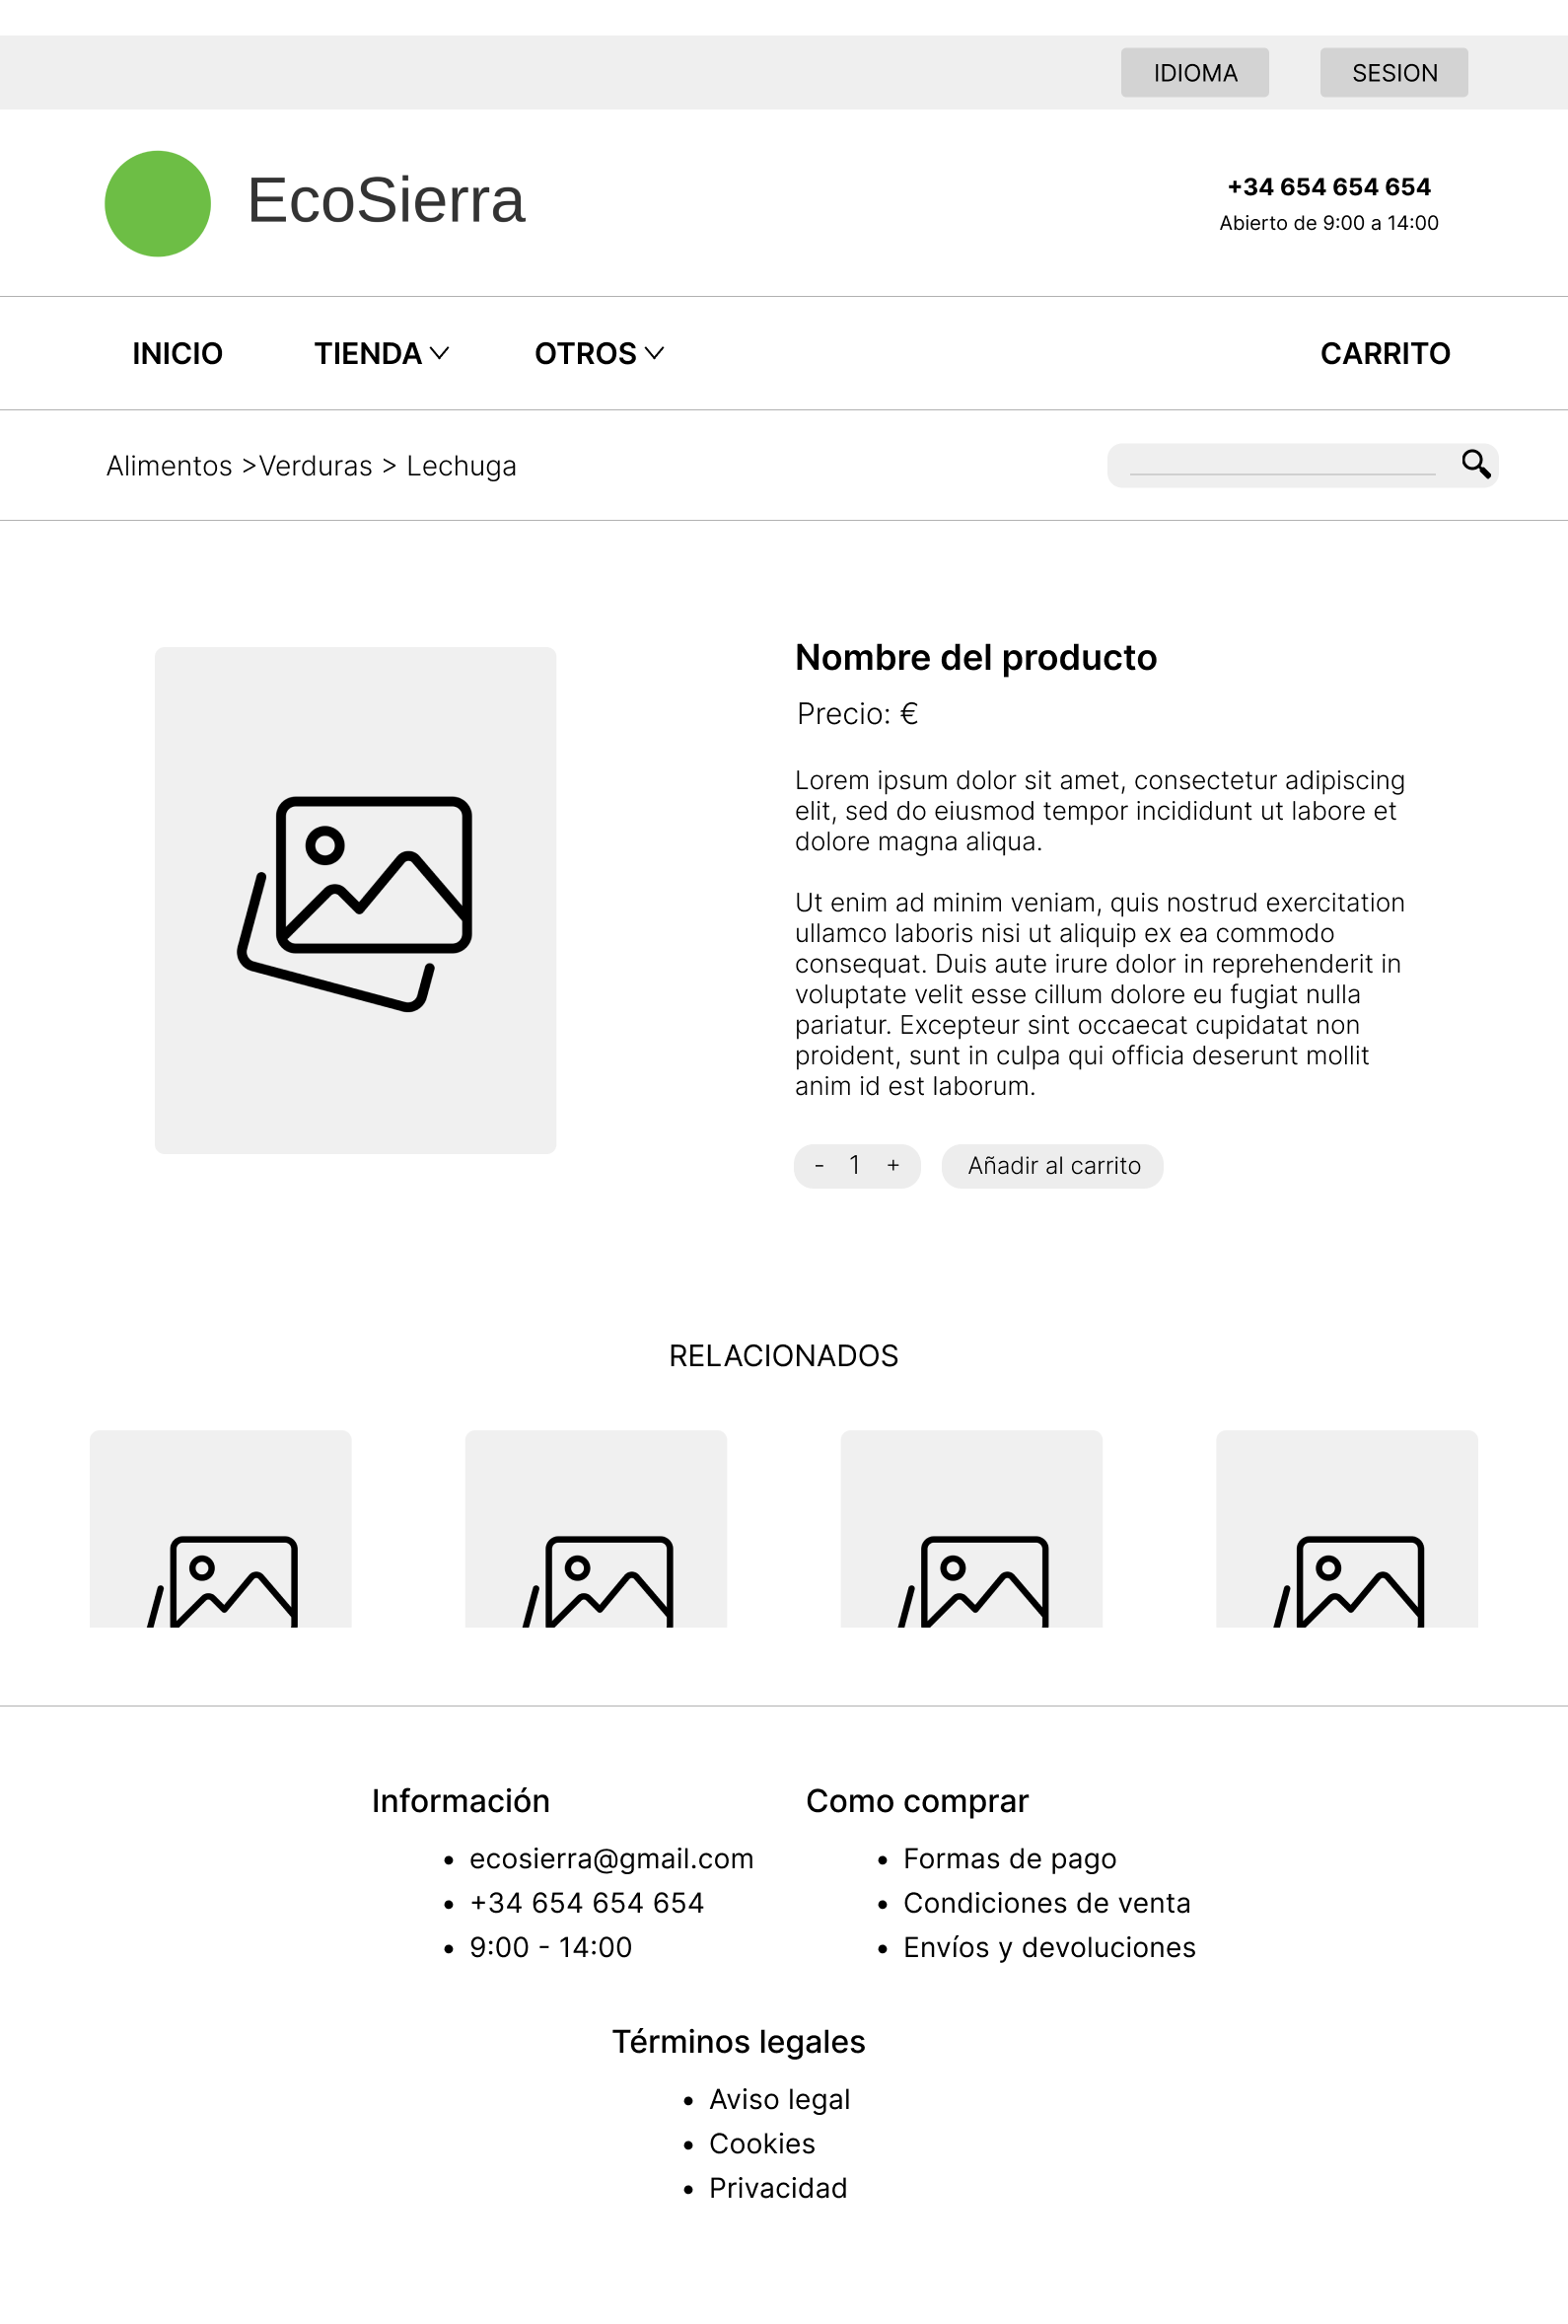 IDIOMA
SESION
EcoSierra
+34 654 654 654
Abierto de 9:00 a 14:00
INICIO
TIENDA
OTROS
CARRITO
Alimentos >Verduras > Lechuga
Nombre del producto
Precio: €
Lorem ipsum dolor sit amet, consectetur adipiscing
elit, sed do eiusmod tempor incididunt ut labore et
dolore magna aliqua.
Ut enim ad minim veniam, quis nostrud exercitation
ullamco laboris nisi ut aliquip ex ea commodo
consequat. Duis aute irure dolor in reprehenderit in
voluptate velit esse cillum dolore eu fugiat nulla
pariatur. Excepteur sint occaecat cupidatat non
proident, sunt in culpa qui officia deserunt mollit
anim id est laborum.
- 1 +
Añadir al carrito
RELACIONADOS
Información
• ecosierra@gmail.com
• +34 654 654 654
• 9:00 - 14:00
Como comprar
• Formas de pago
• Condiciones de venta
• Envíos y devoluciones
Términos legales
• Aviso legal
• Cookies
• Privacidad